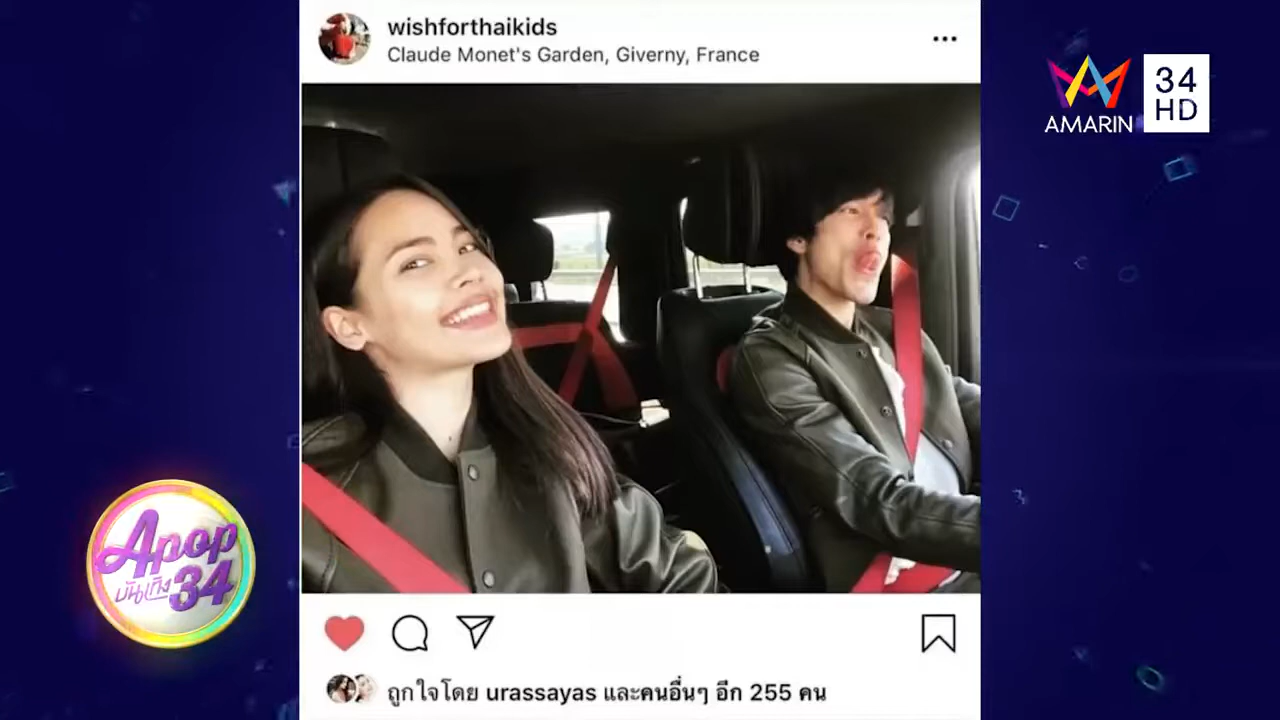 wishforthaikids
Claude Monet's Garden, Giverny, France
AMARIN
34
HD
Apop
บันเทิง 34
ถูกใจโดย urassayas และคนอื่นๆ อีก 255 คน